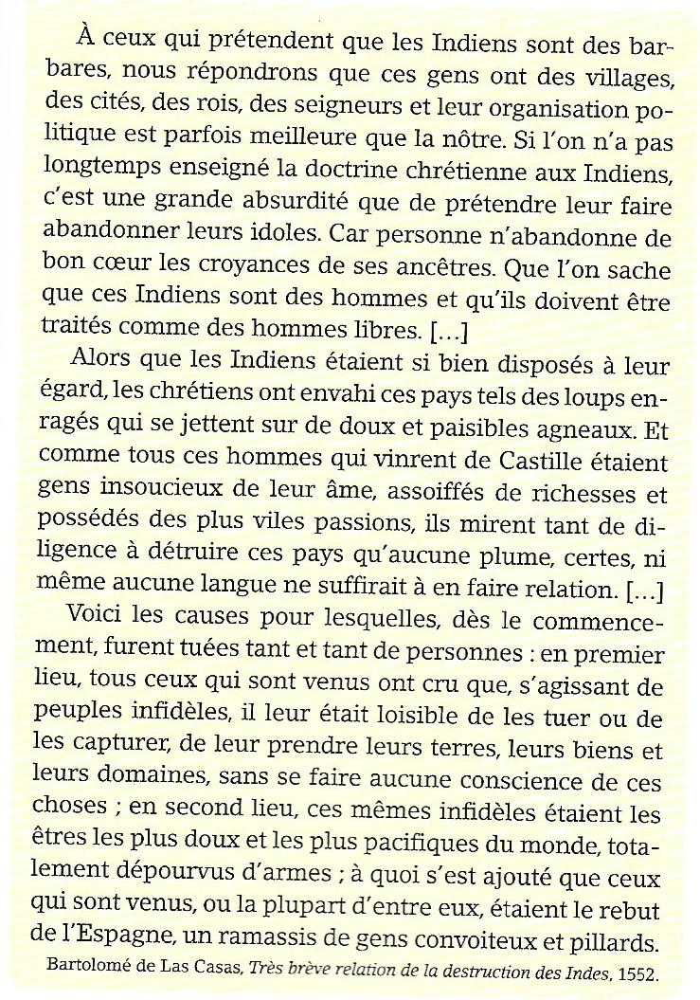 À ceux qui prétendent que les Indiens sont des bar-
bares, nous répondrons que ces gens ont des villages,
des cités, des rois, des seigneurs et leur organisation po-
litique est parfois meilleure que la nôtre. Si l'on n'a pas
longtemps enseigné la doctrine chrétienne aux Indiens,
c'est une grande absurdité que de prétendre leur faire
abandonner leurs idoles. Car personne n'abandonne de
bon cœur les croyances de ses ancêtres. Que l'on sache
que ces Indiens sont des hommes et qu'ils doivent être
traités comme des hommes libres. [...]
Alors que les Indiens étaient si bien disposés à leur
égard, les chrétiens ont envahi ces pays tels des loups en-
ragés qui se jettent sur de doux et paisibles agneaux. Et
comme tous ces hommes qui vinrent de Castille étaient
gens insoucieux de leur âme, assoiffés de richesses et
possédés des plus viles passions, ils mirent tant de di-
ligence à détruire ces pays qu'aucune plume, certes, ni
même aucune langue ne suffirait à en faire relation. [...]
Voici les causes pour lesquelles, dès le commence-
ment, furent tuées tant et tant de personnes : en premier
lieu, tous ceux qui sont venus ont cru que, s'agissant de
peuples infidèles, il leur était loisible de les tuer ou de
les capturer, de leur prendre leurs terres, leurs biens et
leurs domaines, sans se faire aucune conscience de ces
choses ; en second lieu, ces mêmes infidèles étaient les
êtres les plus doux et les plus pacifiques du monde, tota-
lement dépourvus d'armes ; à quoi s'est ajouté que ceux
qui sont venus, ou la plupart d'entre eux, étaient le rebut
de l'Espagne, un ramassis de gens convoiteux et pillards.
Bartolomé de Las Casas, Très brève relation de la destruction des Indes, 1552.